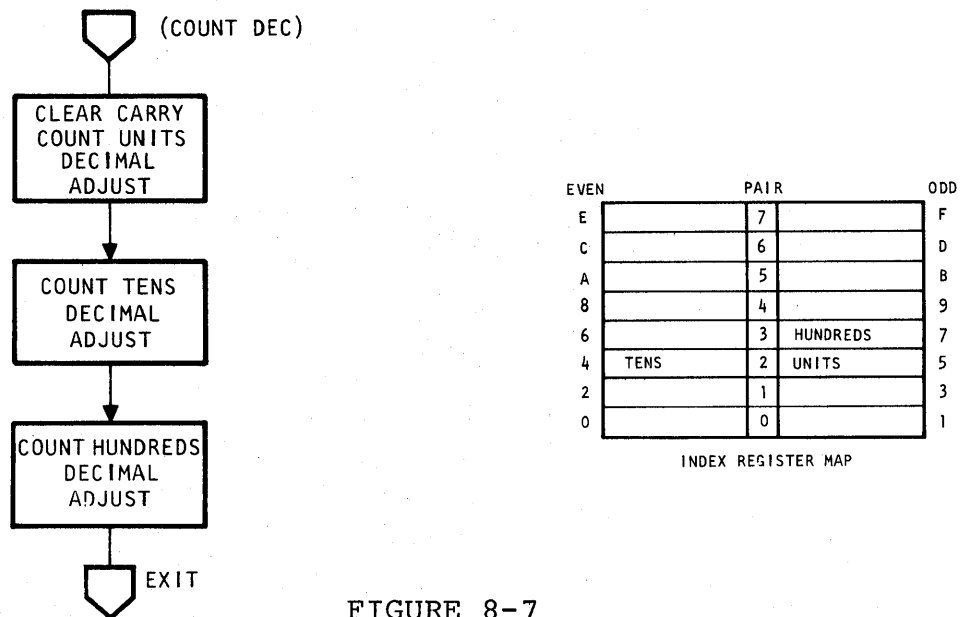 (COUNT DEC)
CLEAR CARRY
COUNT UNITS
DECIMAL
ADJUST
COUNT TENS
DECIMAL
ADJUST
COUNT HUNDREDS
DECIMAL
ADJUST
EXIT
EVEN PAIR ODD
E 7 F
C 6 D
A 5 B
8 4 9
6 3 HUNDREDS 7
4 TENS 2 UNITS 5
2 1 3
0 0 1
INDEX REGISTER MAP
FIGURE 8-7